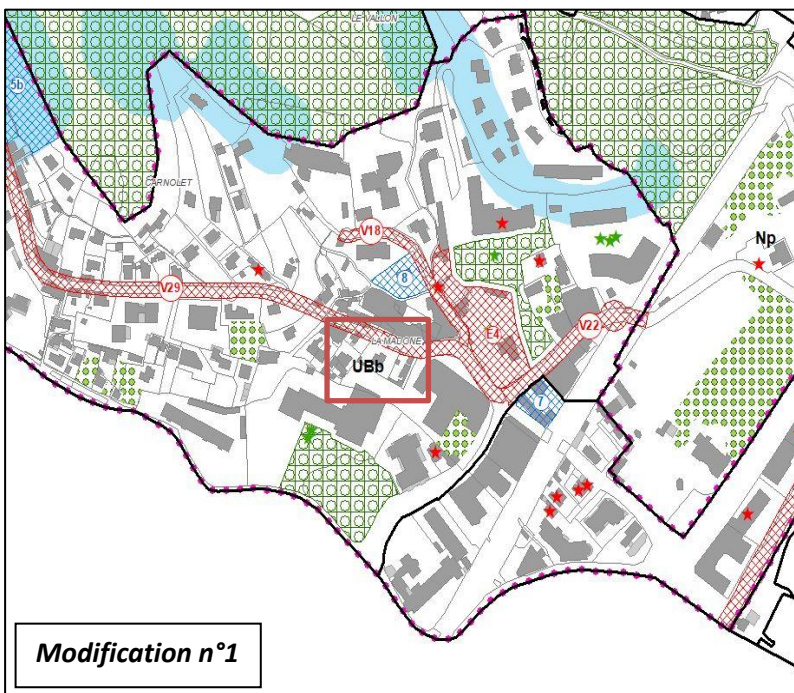 LE VALLON
5b
CARNOLET
V18
Np
8
V29
E4
V22
LA MADONE
UBb
7
Modification n°1